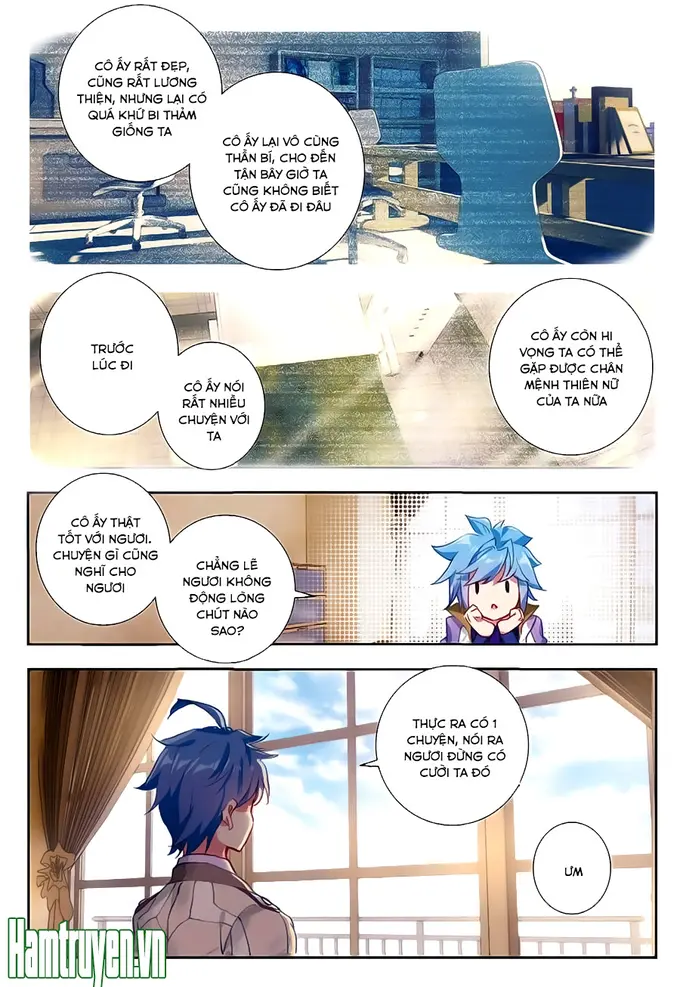 CÔ ẤY RẤT ĐẸP,
CŨNG RẤT LƯƠNG
THIỆN, NHƯNG LẠI CÓ
QUÁ KHỨ BI THẢM
GIỐNG TA
CÔ ẤY LẠI VÔ CÙNG
THẦN BÍ, CHO ĐẾN
TẬN BÂY GIỜ TA
CŨNG KHÔNG BIẾT
CÔ ẤY ĐÃ ĐI ĐÂU
TRƯỚC
LÚC ĐI
CÔ ẤY NÓI
RẤT NHIỀU
CHUYỆN VỚI
TA
CÔ ẤY CÒN HI
VỌNG TA CÓ THỂ
GẶP ĐƯỢC CHÂN
MỆNH THIÊN NỮ
CỦA TA NỮA
CÔ ẤY THẬT
TỐT VỚI NGƯƠI.
CHUYỆN GÌ CŨNG
NGHĨ CHO
NGƯƠI
CHẲNG LẼ
NGƯƠI KHÔNG
ĐỘNG LÒNG
CHÚT NÀO
SAO?
THỰC RA CÓ 1
CHUYỆN, NÓI RA
NGƯƠI ĐỪNG CÓ
CƯỜI TA ĐÓ
ƯM
Hamtruyen.vn